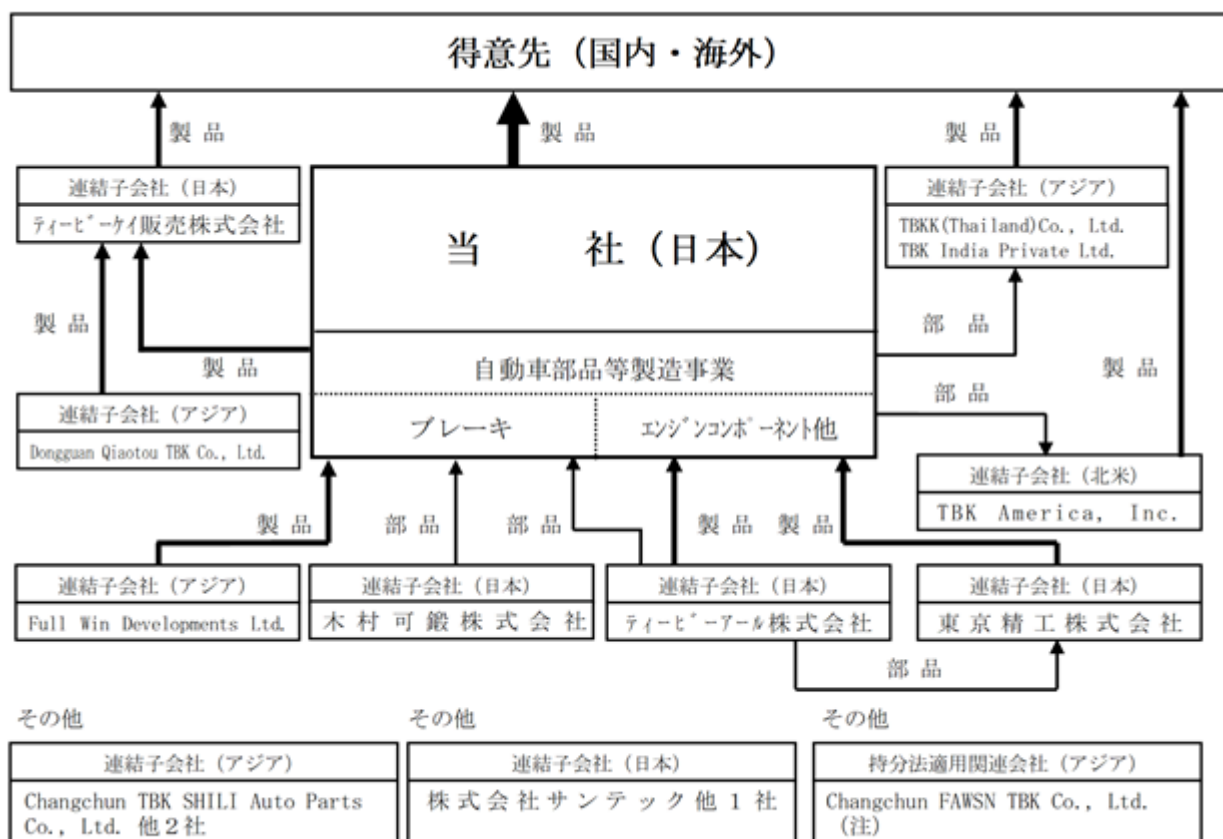 得意先（国内・海外）
製 品
製 品
製 品
連結子会社（日本）
ティービーケイ販売株式会社
当 社（日本）
連結子会社（アジア）
TBKK(Thailand)Co., Ltd.
TBK India Private Ltd.
製 品
製 品
部 品
製 品
自動車部品等製造事業
部 品
連結子会社（アジア）
Dongguan Qiaotou TBK Co., Ltd.
ブレーキ
エンジンコンポーネント他
連結子会社（北米）
TBK America, Inc.
製 品
部 品
部 品
製 品
製 品
連結子会社（アジア）
Full Win Developments Ltd.
連結子会社（日本）
木村可鍛株式会社
連結子会社（日本）
ティービーアール株式会社
連結子会社（日本）
東京精工株式会社
部 品
その他
連結子会社（アジア）
Changchun TBK SHILI Auto Parts
Co., Ltd. 他２社
その他
連結子会社（日本）
株式会社サンテック他１社
その他
持分法適用関連会社（アジア）
Changchun FAWSN TBK Co., Ltd.
（注）